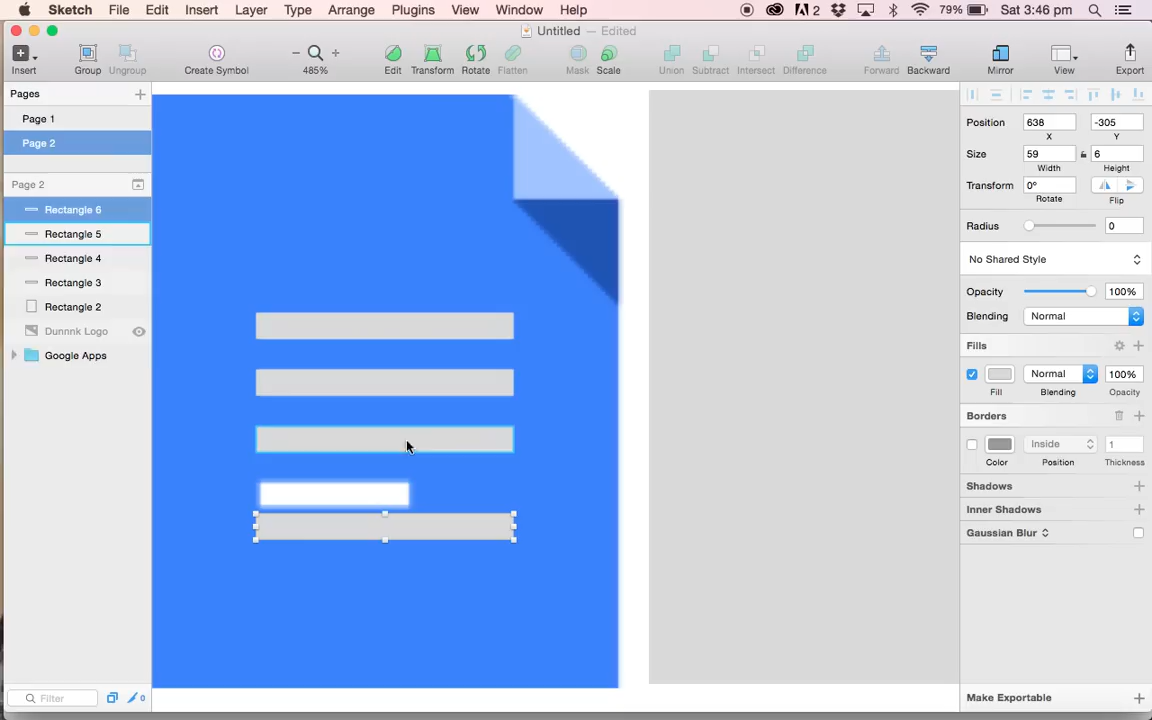 Sketch File Edit Insert Layer Type Arrange Plugins View Window Help 2 79% Sat 3:46 pm
Untitled — Edited
Insert Group Ungroup Create Symbol 485% Edit Transform Rotate Flatten Mask Scale Union Subtract Intersect Difference Forward Backward Mirror View Export
Pages
Page 1
Page 2
Page 2
Rectangle 6
Rectangle 5
Rectangle 4
Rectangle 3
Rectangle 2
Dunnnk Logo
Google Apps
Filter 0
Position 638 -305
X Y
Size 59 6
Width Height
Transform 0°
Rotate Flip
Radius 0
No Shared Style
Opacity 100%
Blending Normal
Fills
Normal 100%
Fill Blending Opacity
Borders
Inside 1
Color Position Thickness
Shadows
Inner Shadows
Gaussian Blur
Make Exportable